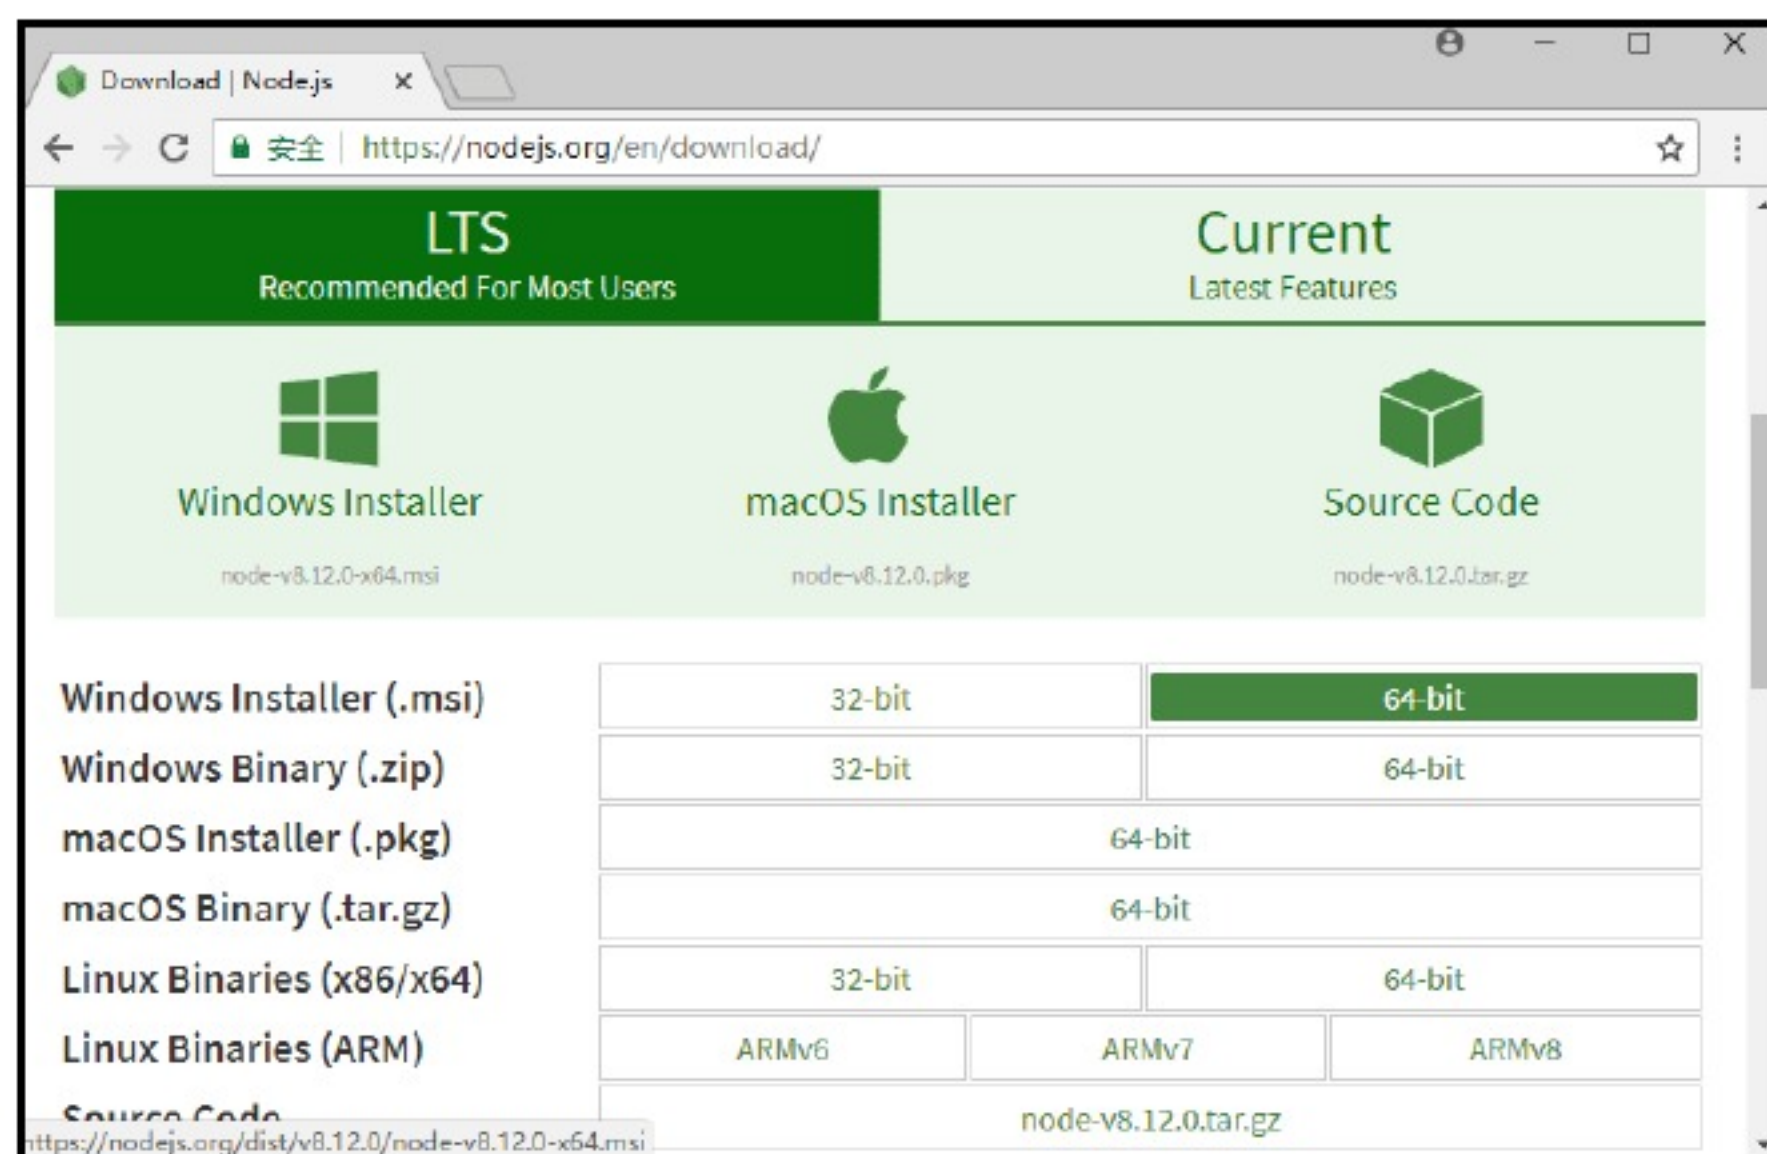 Download | Node.js
安全 | https://nodejs.org/en/download/
LTS
Recommended For Most Users
Current
Latest Features
Windows Installer
macOS Installer
Source Code
node-v8.12.0-x64.msi
node-v8.12.0.pkg
node-v8.12.0.tar.gz
Windows Installer (.msi) 32-bit 64-bit
Windows Binary (.zip) 32-bit 64-bit
macOS Installer (.pkg) 64-bit
macOS Binary (.tar.gz) 64-bit
Linux Binaries (x86/x64) 32-bit 64-bit
Linux Binaries (ARM) ARMv6 ARMv7 ARMv8
Source Code node-v8.12.0.tar.gz
https://nodejs.org/dist/v8.12.0/node-v8.12.0-x64.msi